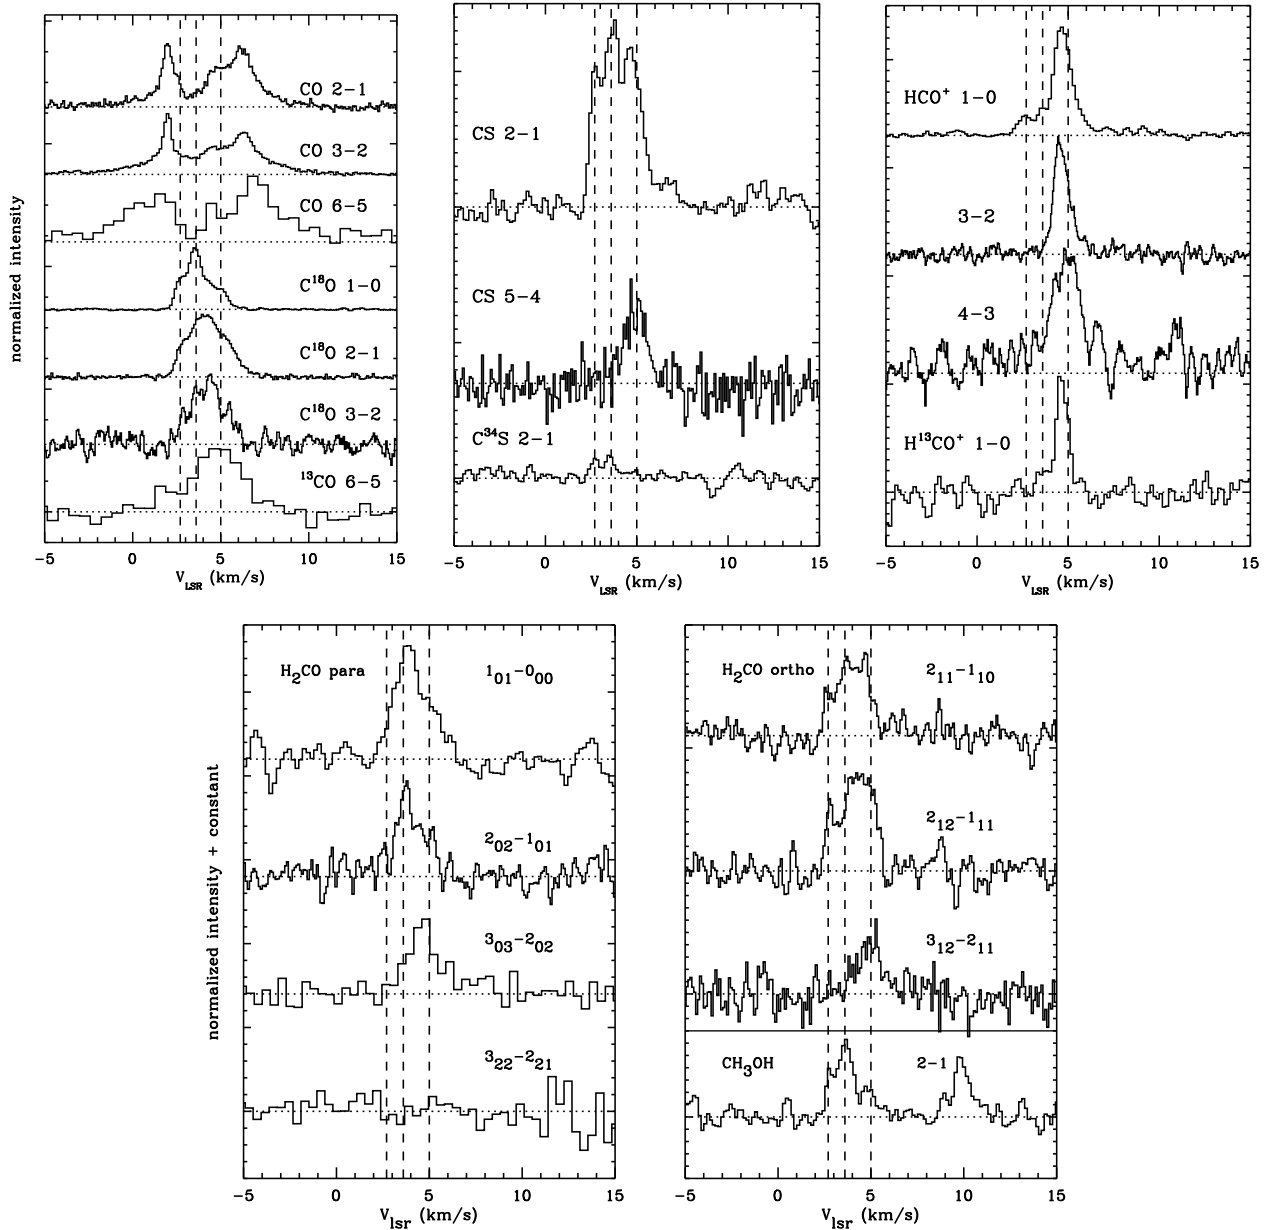 normalized intensity
CO 2−1
CO 3−2
CO 6−5
C¹⁸O 1−0
C¹⁸O 2−1
C¹⁸O 3−2
¹³CO 6−5
−5 0 5 10 15
V_LSR (km/s)
CS 2−1
CS 5−4
C³⁴S 2−1
−5 0 5 10 15
V_LSR (km/s)
HCO⁺ 1−0
3−2
4−3
H¹³CO⁺ 1−0
−5 0 5 10 15
V_LSR (km/s)
normalized intensity + constant
H₂CO para 1₀₁−0₀₀
2₀₂−1₀₁
3₀₃−2₀₂
3₂₂−2₂₁
−5 0 5 10 15
V_lsr (km/s)
H₂CO ortho 2₁₁−1₁₀
2₁₂−1₁₁
3₁₂−2₁₁
CH₃OH 2−1
−5 0 5 10 15
V_lsr (km/s)